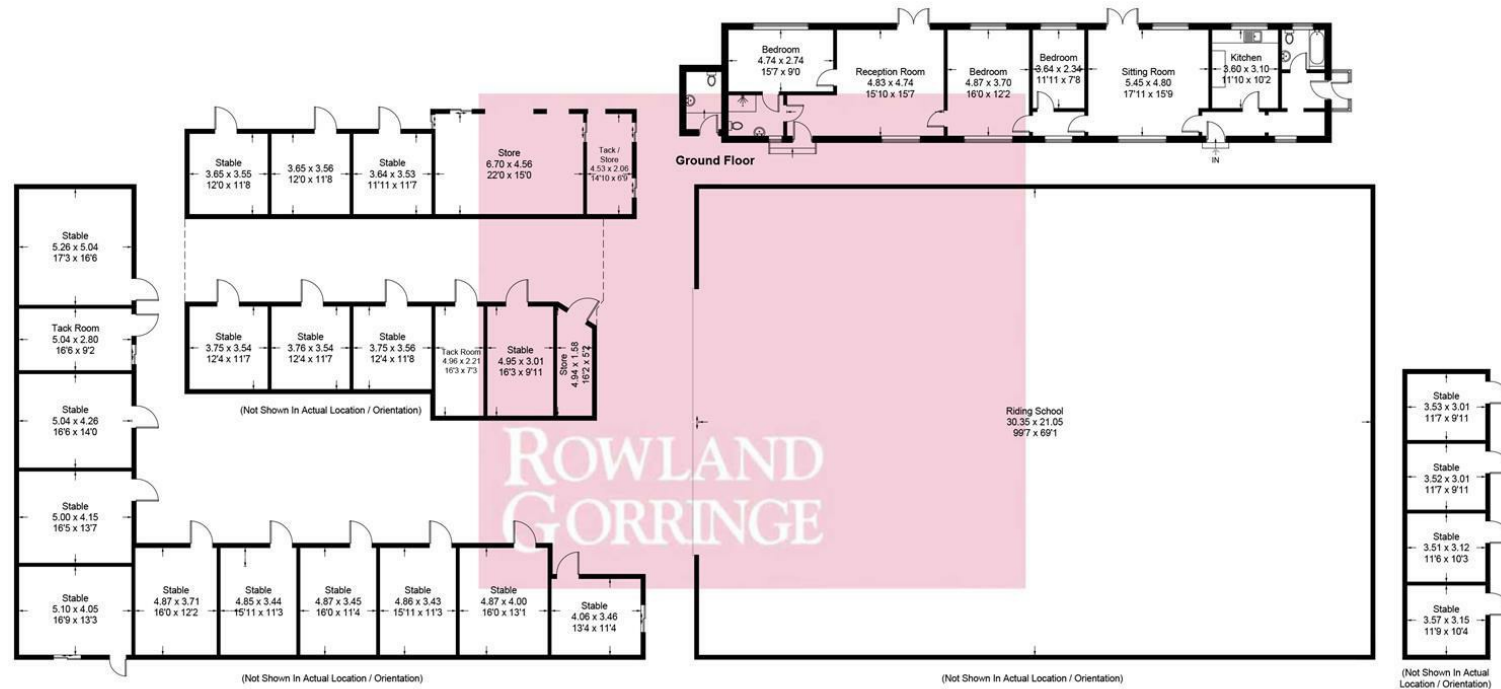 Bedroom
4.74 x 2.74
15'7 x 9'0
Reception Room
4.83 x 4.74
15'10 x 15'7
Bedroom
4.87 x 3.70
16'0 x 12'2
Bedroom
3.64 x 2.34
11'11 x 7'8
Sitting Room
5.45 x 4.80
17'11 x 15'9
Kitchen
3.60 x 3.10
11'10 x 10'2
IN
Ground Floor
Stable
3.65 x 3.55
12'0 x 11'8
3.65 x 3.56
12'0 x 11'8
Stable
3.64 x 3.53
11'11 x 11'7
Store
6.70 x 4.56
22'0 x 15'0
Tack /
Store
4.53 x 2.06
14'10 x 6'9
Stable
3.75 x 3.54
12'4 x 11'7
Stable
3.76 x 3.54
12'4 x 11'7
Stable
3.75 x 3.56
12'4 x 11'8
Tack Room
4.96 x 2.21
16'3 x 7'3
Stable
4.95 x 3.01
16'3 x 9'11
Store
4.94 x 1.58
16'2 x 5'2
(Not Shown In Actual Location / Orientation)
Stable
5.26 x 5.04
17'3 x 16'6
Tack Room
5.04 x 2.80
16'6 x 9'2
Stable
5.04 x 4.26
16'6 x 14'0
Stable
5.00 x 4.15
16'5 x 13'7
Stable
5.10 x 4.05
16'9 x 13'3
Stable
4.87 x 3.71
16'0 x 12'2
Stable
4.85 x 3.44
15'11 x 11'3
Stable
4.87 x 3.45
16'0 x 11'4
Stable
4.86 x 3.43
15'11 x 11'3
Stable
4.87 x 4.00
16'0 x 13'1
Stable
4.06 x 3.46
13'4 x 11'4
(Not Shown In Actual Location / Orientation)
ROWLAND
GORRINGE
Riding School
30.35 x 21.05
99'7 x 69'1
(Not Shown In Actual Location / Orientation)
Stable
3.53 x 3.01
11'7 x 9'11
Stable
3.52 x 3.01
11'7 x 9'11
Stable
3.51 x 3.12
11'6 x 10'3
Stable
3.57 x 3.15
11'9 x 10'4
(Not Shown In Actual
Location / Orientation)